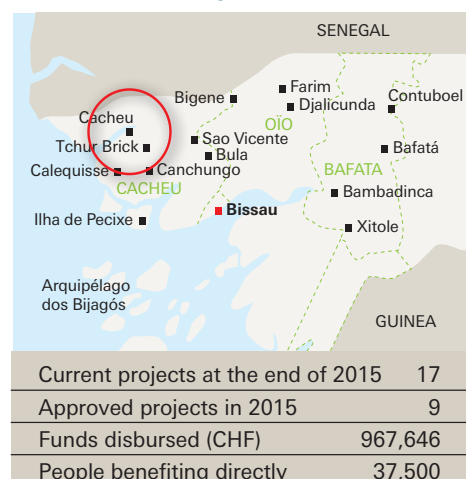 SENEGAL
Farim
Bigene
Contuboel
Djalicunda
Cacheu
OÏO
Sao Vicente
Tchur Brick
Bafatá
Bula
Calequisse
Canchungo
BAFATA
CACHEU
Bambadinca
Bissau
Ilha de Pecixe
Xitole
Arquipélago
dos Bijagós
GUINEA
Current projects at the end of 2015 17
Approved projects in 2015 9
Funds disbursed (CHF) 967,646
People benefiting directly 37,500